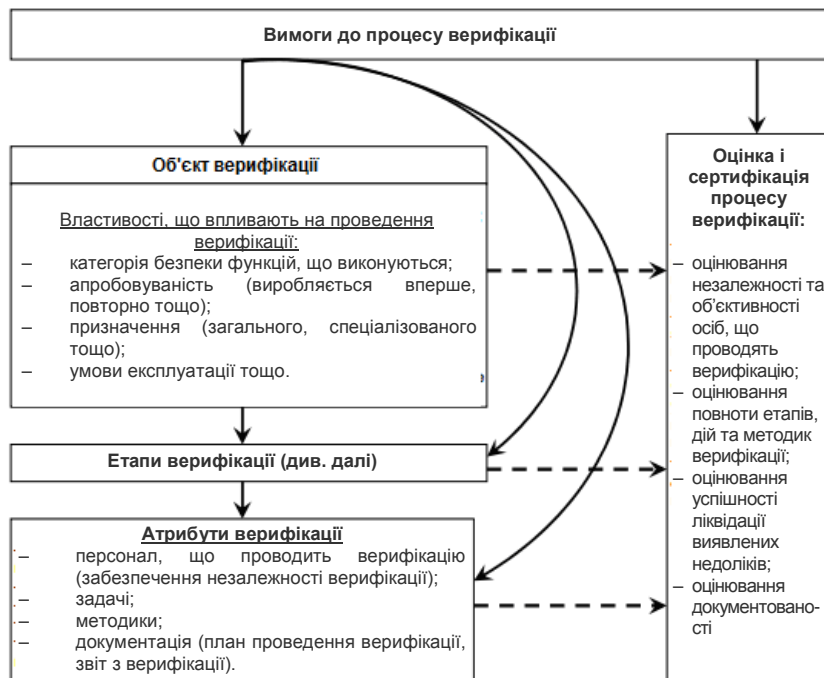 Вимоги до процесу верифікації
Об'єкт верифікації
Властивості, що впливають на проведення
верифікації:
– категорія безпеки функцій, що виконуються;
– апробовуваність (виробляється вперше,
повторно тощо);
– призначення (загального, спеціалізованого
тощо);
– умови експлуатації тощо.
Етапи верифікації (див. далі)
Атрибути верифікації
– персонал, що проводить верифікацію
(забезпечення незалежності верифікації);
– задачі;
– методики;
– документація (план проведення верифікації,
звіт з верифікації).
Оцінка і
сертифікація
процесу
верифікації:
– оцінювання
незалежності та
об’єктивності
осіб, що
проводять
верифікацію;
– оцінювання
повноти етапів,
дій та методик
верифікації;
– оцінювання
успішності
ліквідації
виявлених
недоліків;
– оцінювання
документовано-
сті